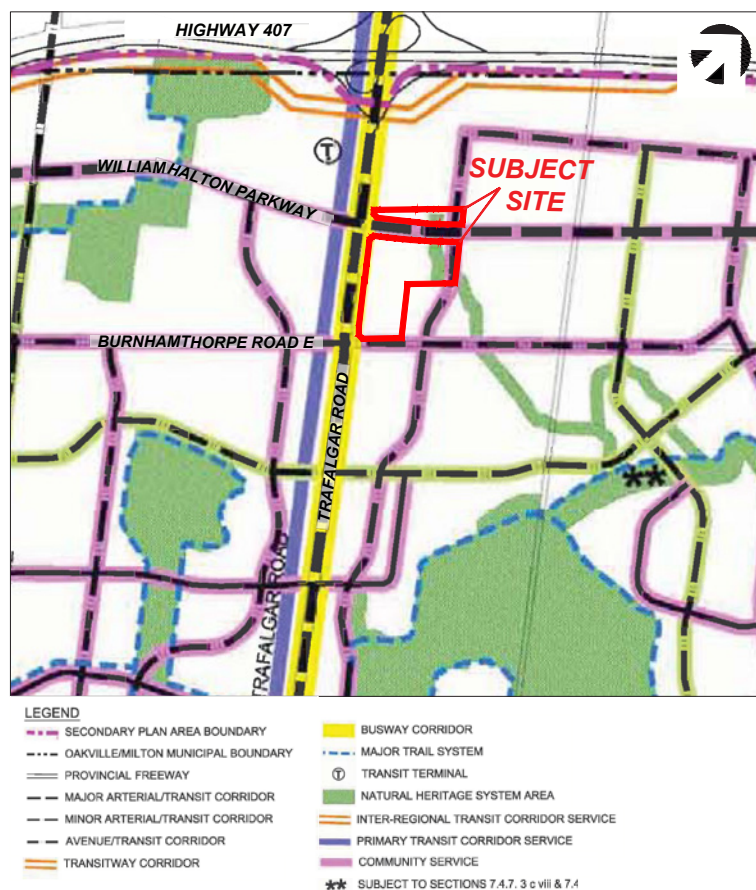 HIGHWAY 407
T
WILLIAM HALTON PARKWAY
SUBJECT
SITE
BURNHAMTHORPE ROAD E
TRAFALGAR ROAD
TRAFALGAR ROAD
**
LEGEND
SECONDARY PLAN AREA BOUNDARY
OAKVILLE/MILTON MUNICIPAL BOUNDARY
PROVINCIAL FREEWAY
MAJOR ARTERIAL/TRANSIT CORRIDOR
MINOR ARTERIAL/TRANSIT CORRIDOR
AVENUE/TRANSIT CORRIDOR
TRANSITWAY CORRIDOR
BUSWAY CORRIDOR
MAJOR TRAIL SYSTEM
T TRANSIT TERMINAL
NATURAL HERITAGE SYSTEM AREA
INTER-REGIONAL TRANSIT CORRIDOR SERVICE
PRIMARY TRANSIT CORRIDOR SERVICE
COMMUNITY SERVICE
** SUBJECT TO SECTIONS 7.4.7. 3 c viii & 7.4